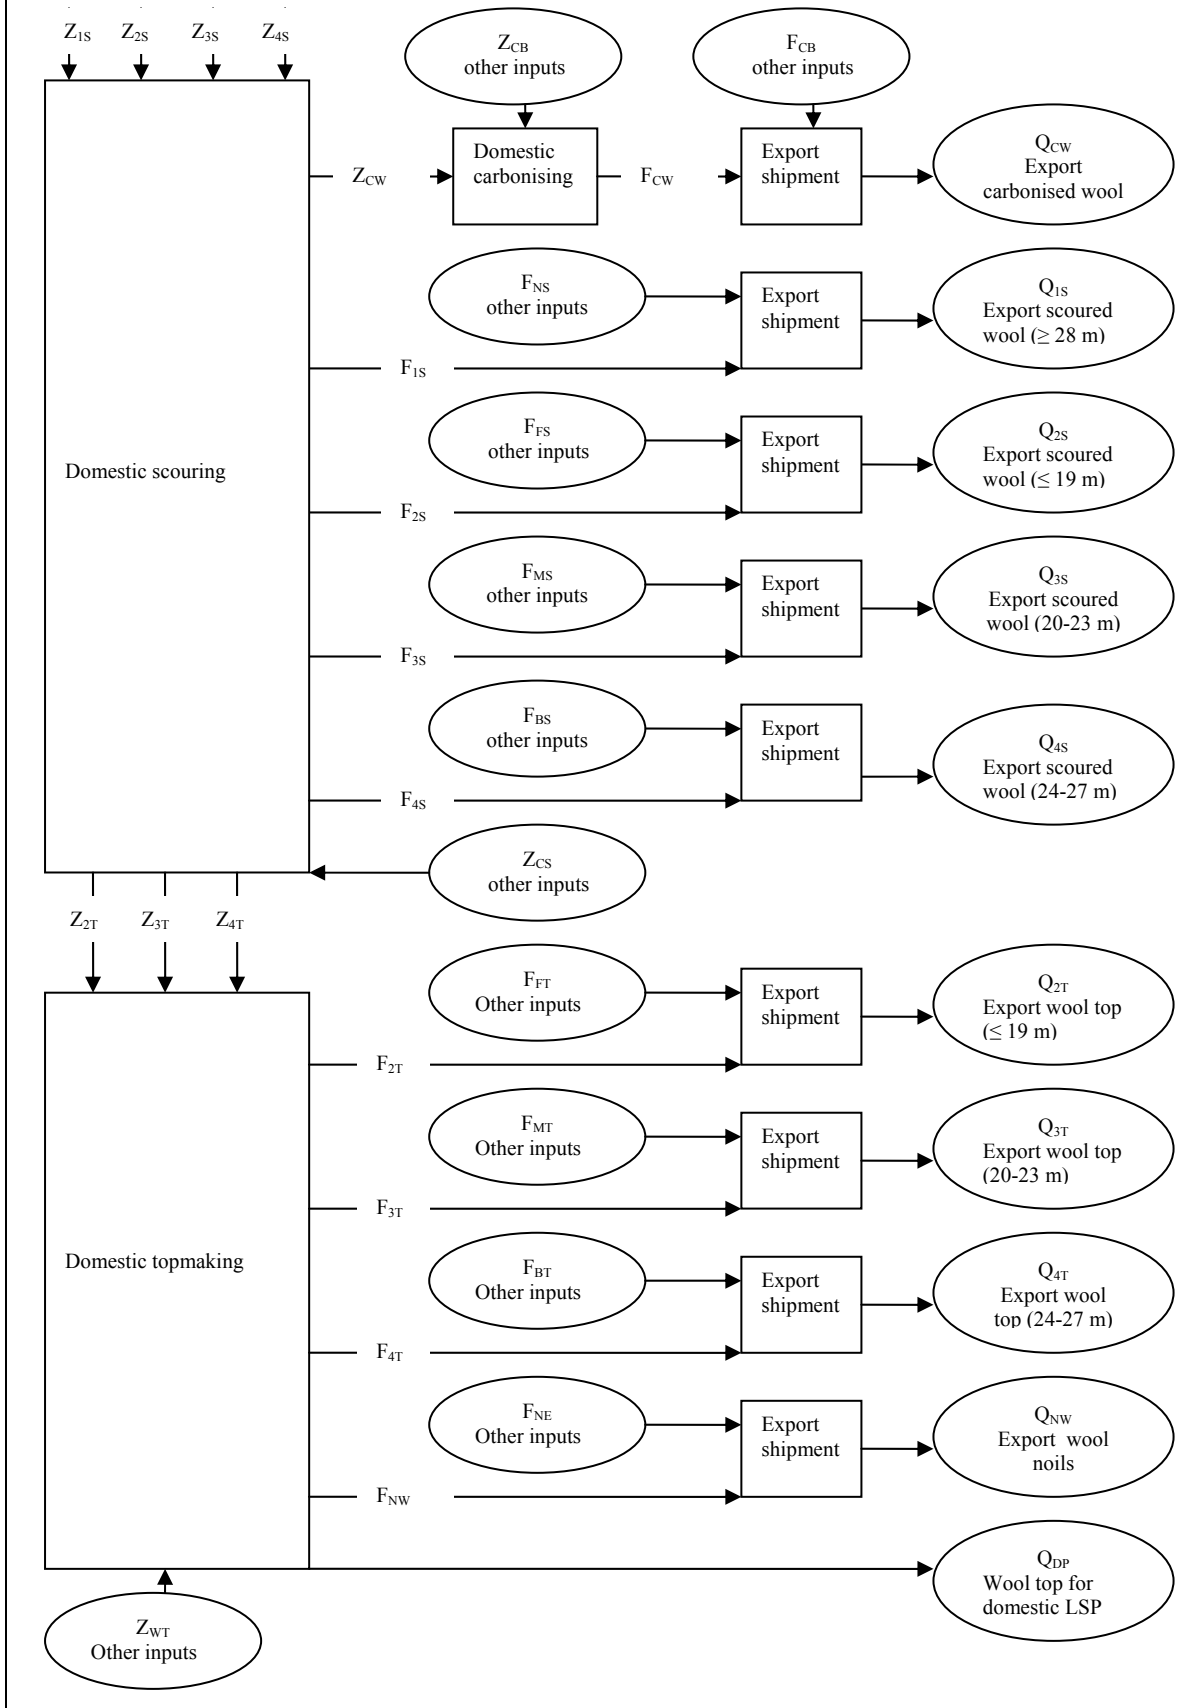 Z1S Z2S Z3S Z4S
ZCB
other inputs
FCB
other inputs
Domestic
carbonising
Export
shipment
QCW
Export
carbonised wool
ZCW
FCW
FNS
other inputs
Export
shipment
Q1S
Export scoured
wool (≥ 28 m)
F1S
FFS
other inputs
Export
shipment
Q2S
Export scoured
wool (≤ 19 m)
Domestic scouring
F2S
FMS
other inputs
Export
shipment
Q3S
Export scoured
wool (20-23 m)
F3S
FBS
other inputs
Export
shipment
Q4S
Export scoured
wool (24-27 m)
F4S
ZCS
other inputs
Z2T Z3T Z4T
FFT
Other inputs
Export
shipment
Q2T
Export wool top
(≤ 19 m)
F2T
FMT
Other inputs
Export
shipment
Q3T
Export wool top
(20-23 m)
F3T
Domestic topmaking
FBT
Other inputs
Export
shipment
Q4T
Export wool
top (24-27 m)
F4T
FNE
Other inputs
Export
shipment
QNW
Export wool
noils
FNW
QDP
Wool top for
domestic LSP
ZWT
Other inputs